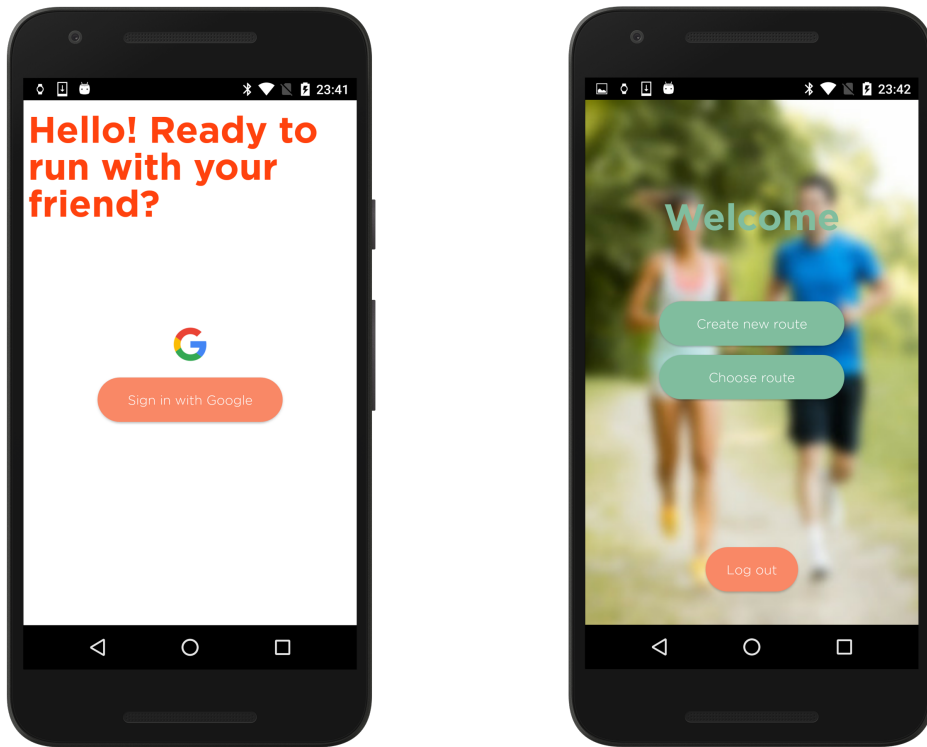 23:41
Hello! Ready to
run with your
friend?
Sign in with Google
23:42
Welcome
Create new route
Choose route
Log out